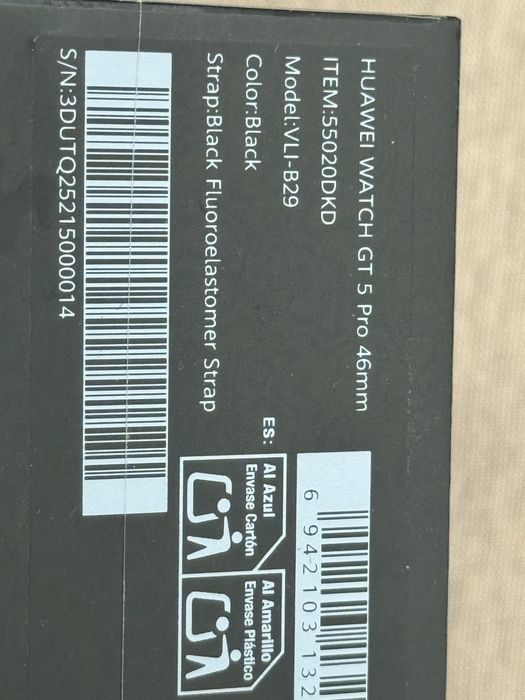 HUAWEI WATCH GT 5 Pro 46mm
ITEM:55020DKD
Model:VLI-B29
Color:Black
Strap:Black Fluoroelastomer Strap
S/N:3DUTQ25215000014
6 942103 132
ES:
Al Azul
Envase Cartón
Al Amarillo
Envase Plástico